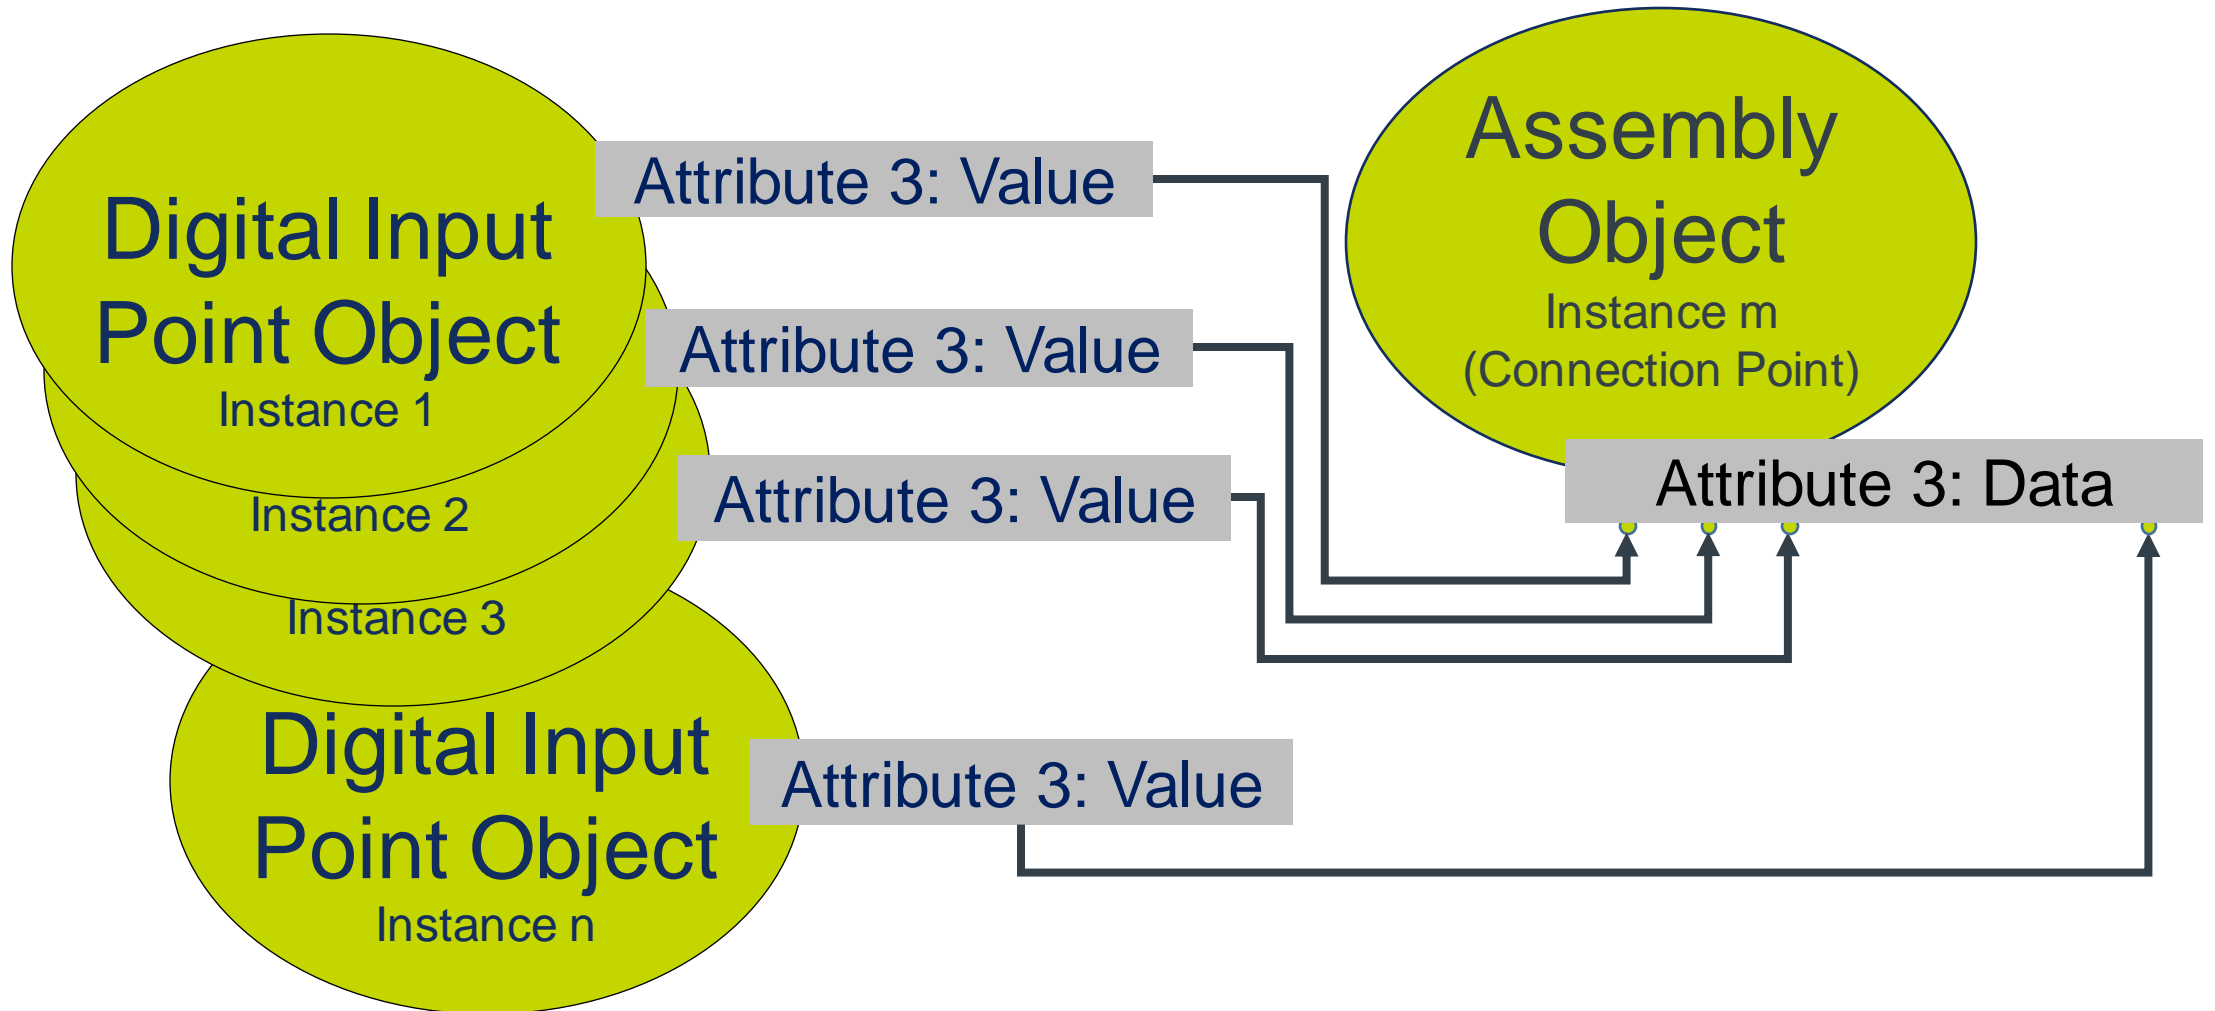 Digital Input
Point Object
Instance 1
Instance 2
Instance 3
Digital Input
Point Object
Instance n
Attribute 3: Value
Attribute 3: Value
Attribute 3: Value
Attribute 3: Value
Assembly
Object
Instance m
(Connection Point)
Attribute 3: Data